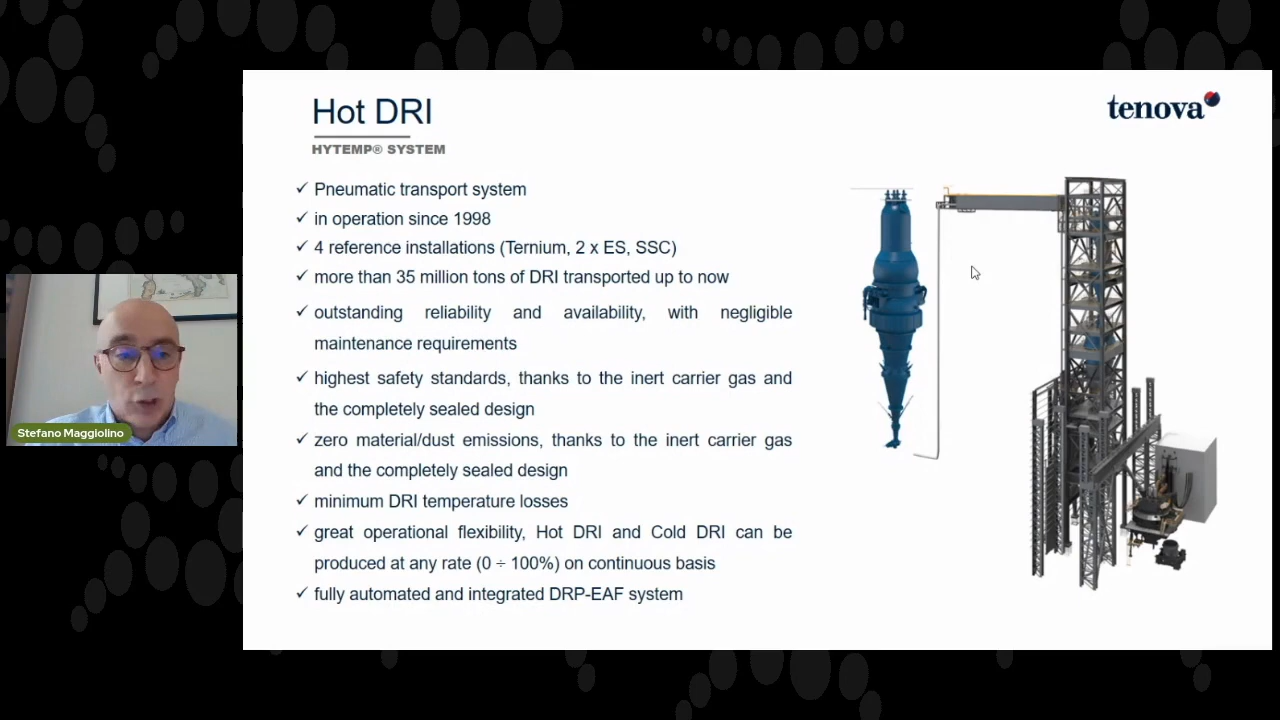 Hot DRI
HYTEMP® SYSTEM
tenova
✓ Pneumatic transport system
✓ in operation since 1998
✓ 4 reference installations (Ternium, 2 x ES, SSC)
✓ more than 35 million tons of DRI transported up to now
✓ outstanding reliability and availability, with negligible
maintenance requirements
✓ highest safety standards, thanks to the inert carrier gas and
the completely sealed design
✓ zero material/dust emissions, thanks to the inert carrier gas
and the completely sealed design
✓ minimum DRI temperature losses
✓ great operational flexibility, Hot DRI and Cold DRI can be
produced at any rate (0 ÷ 100%) on continuous basis
✓ fully automated and integrated DRP-EAF system
Stefano Maggiolino